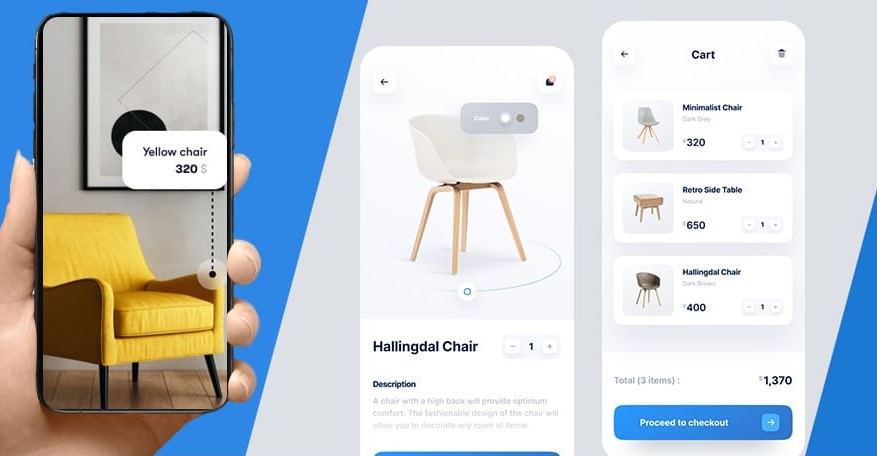 Yellow chair
320 $
Color
Hallingdal Chair
− 1 +
Description
A chair with a high back will provide optimum
comfort. The fashionable design of the chair will
allow you to decorate any room at home.
Cart
Minimalist Chair
Dark Grey
$320
− 1 +
Retro Side Table
Natural
$650
− 1 +
Hallingdal Chair
Dark Brown
$400
− 1 +
Total (3 items) :
$1,370
Proceed to checkout